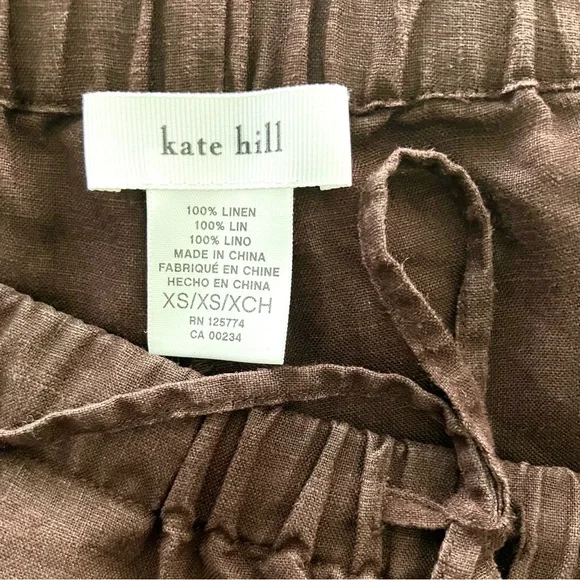 kate hill
100% LINEN
100% LIN
100% LINO
MADE IN CHINA
FABRIQUÉ EN CHINE
HECHO EN CHINA
XS/XS/XCH
RN 125774
CA 00234